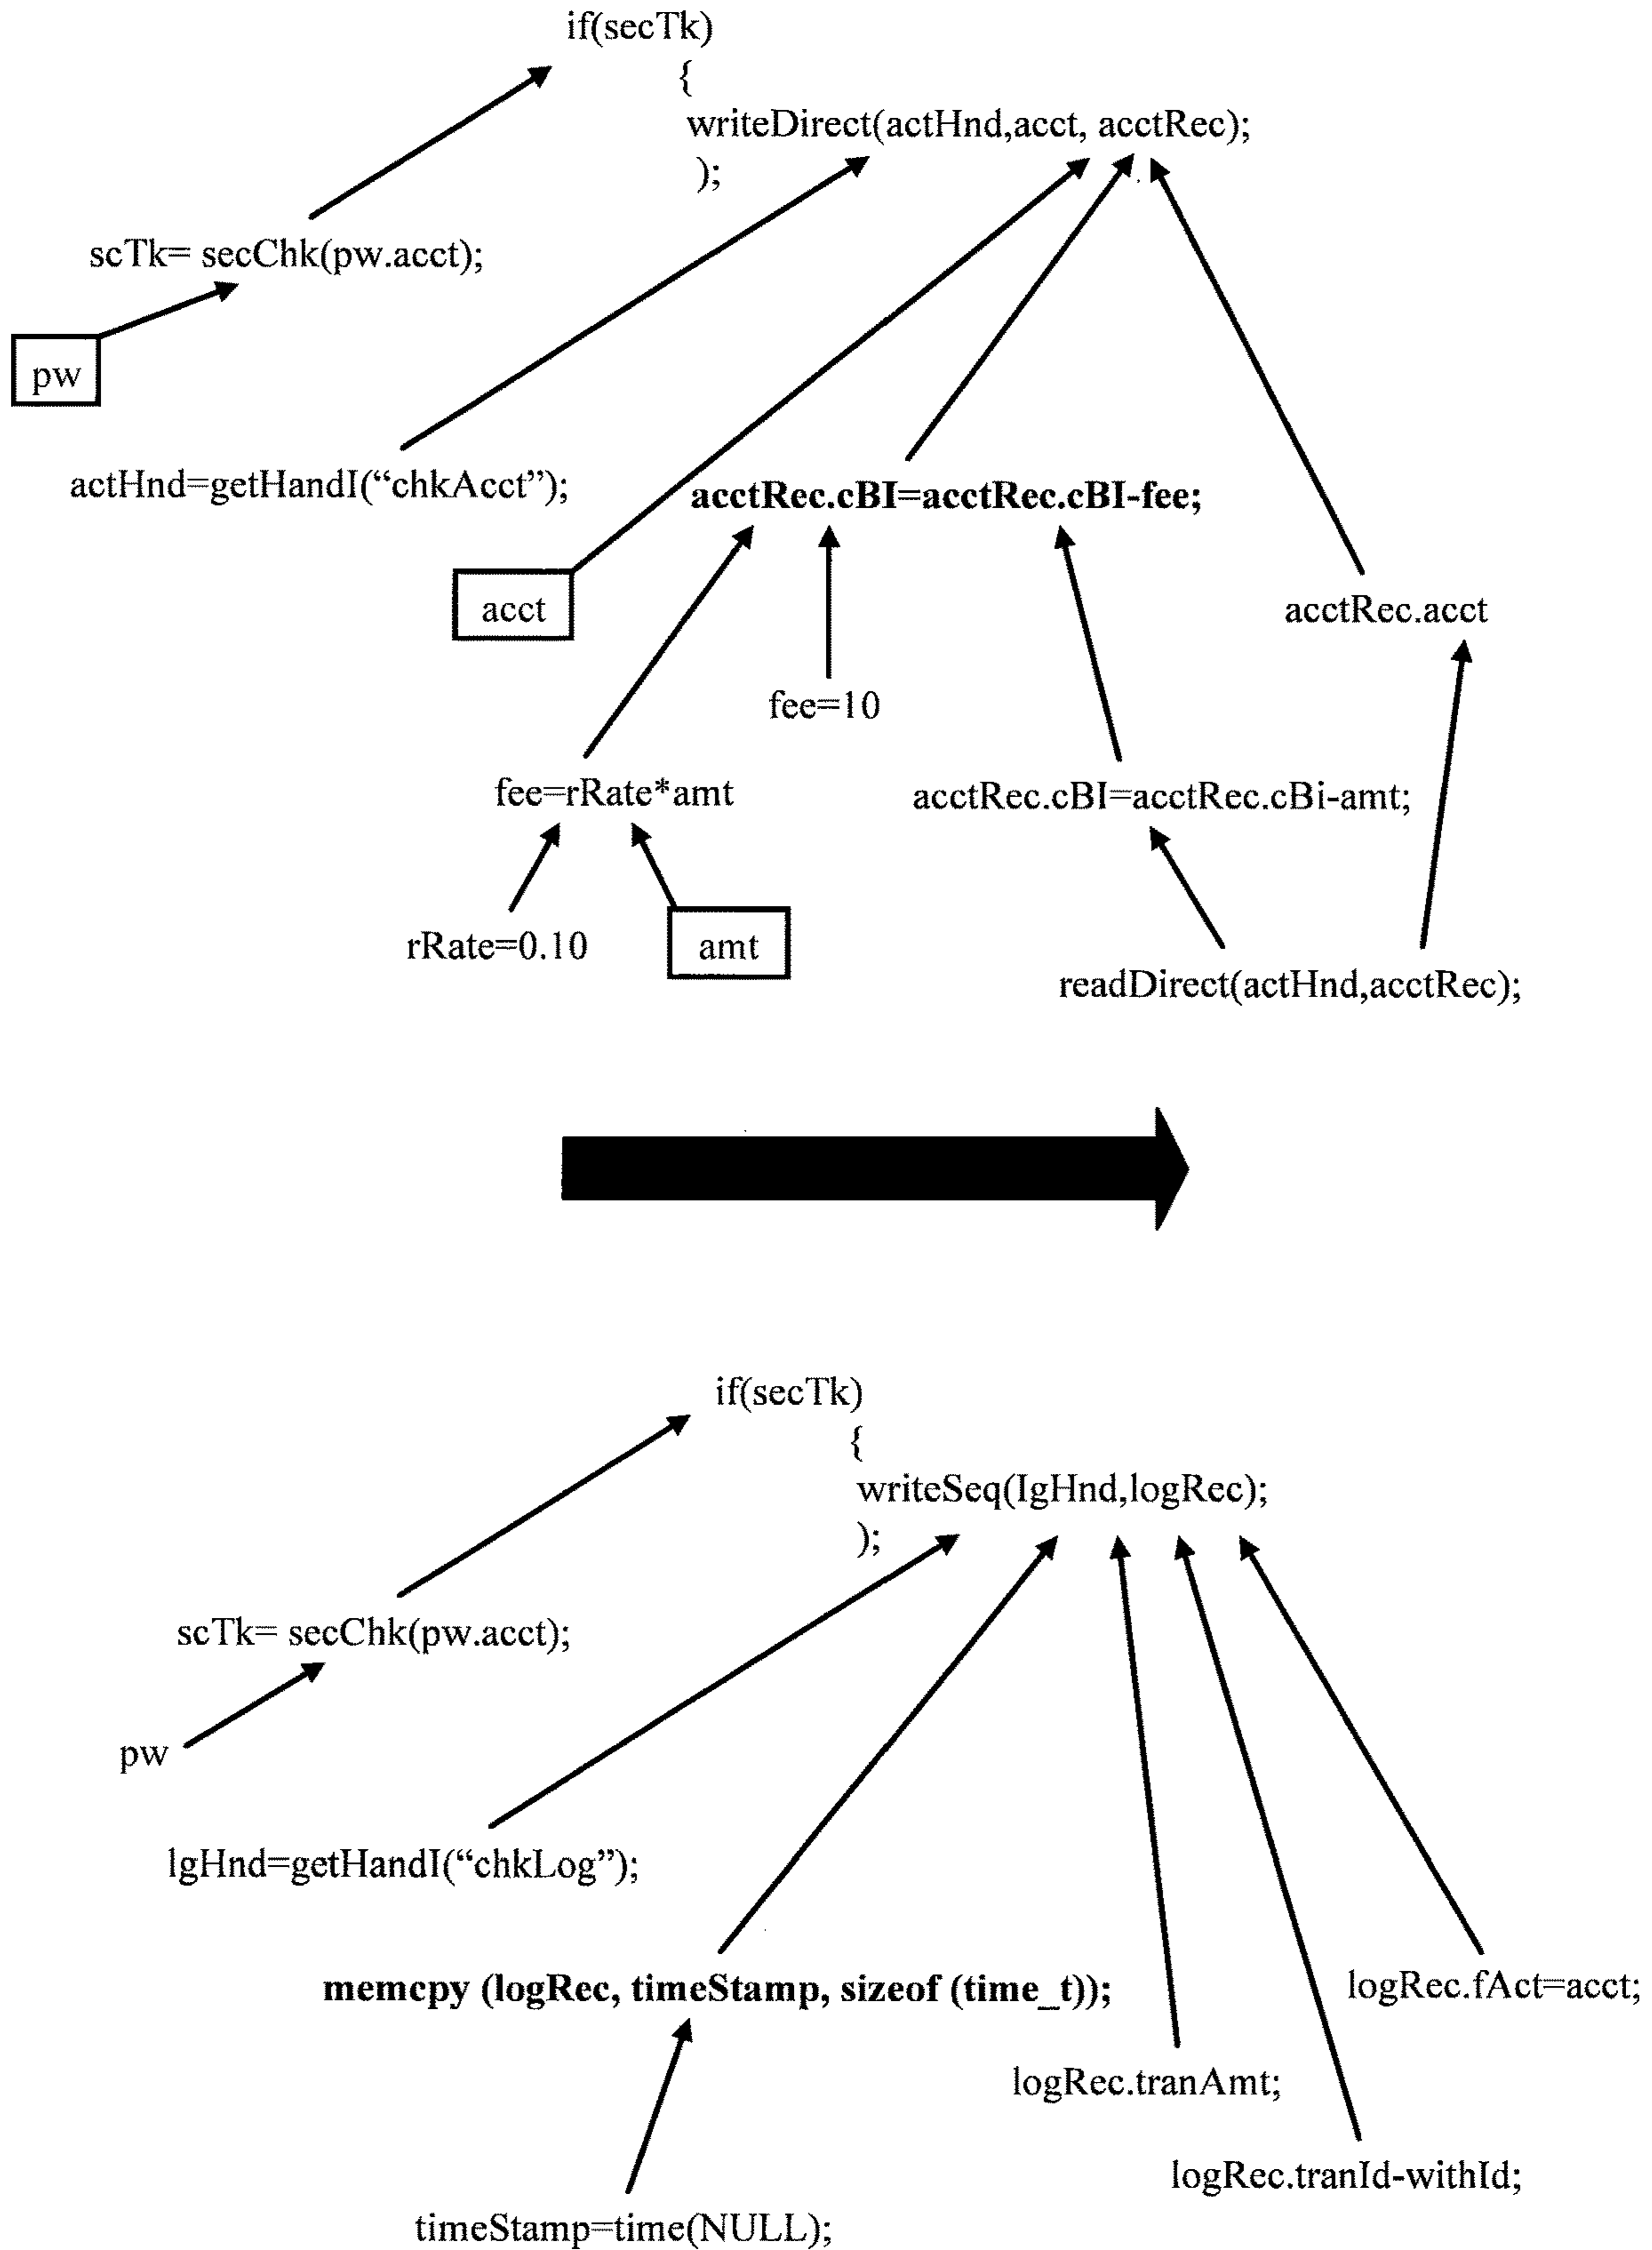 if(secTk)
{
writeDirect(actHnd,acct, acctRec);
);
scTk= secChk(pw.acct);
pw
actHnd=getHandI(“chkAcct”);
acctRec.cBI=acctRec.cBI-fee;
acct
acctRec.acct
fee=10
fee=rRate*amt
acctRec.cBI=acctRec.cBi-amt;
rRate=0.10
amt
readDirect(actHnd,acctRec);
if(secTk)
{
writeSeq(IgHnd,logRec);
);
scTk= secChk(pw.acct);
pw
lgHnd=getHandI(“chkLog”);
memcpy (logRec, timeStamp, sizeof (time_t));
logRec.fAct=acct;
logRec.tranAmt;
logRec.tranId-withId;
timeStamp=time(NULL);